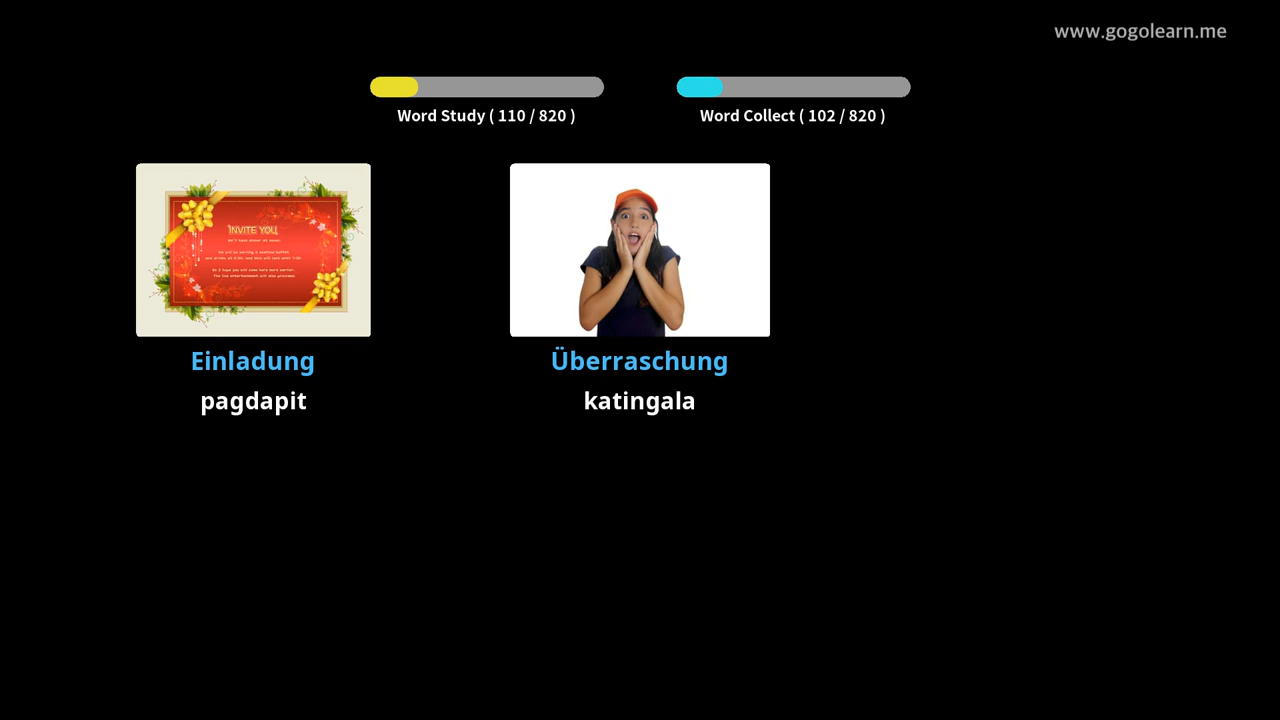 www.gogolearn.me
Word Study ( 110 / 820 )
Word Collect ( 102 / 820 )
INVITE YOU
Einladung
pagdapit
Überraschung
katingala